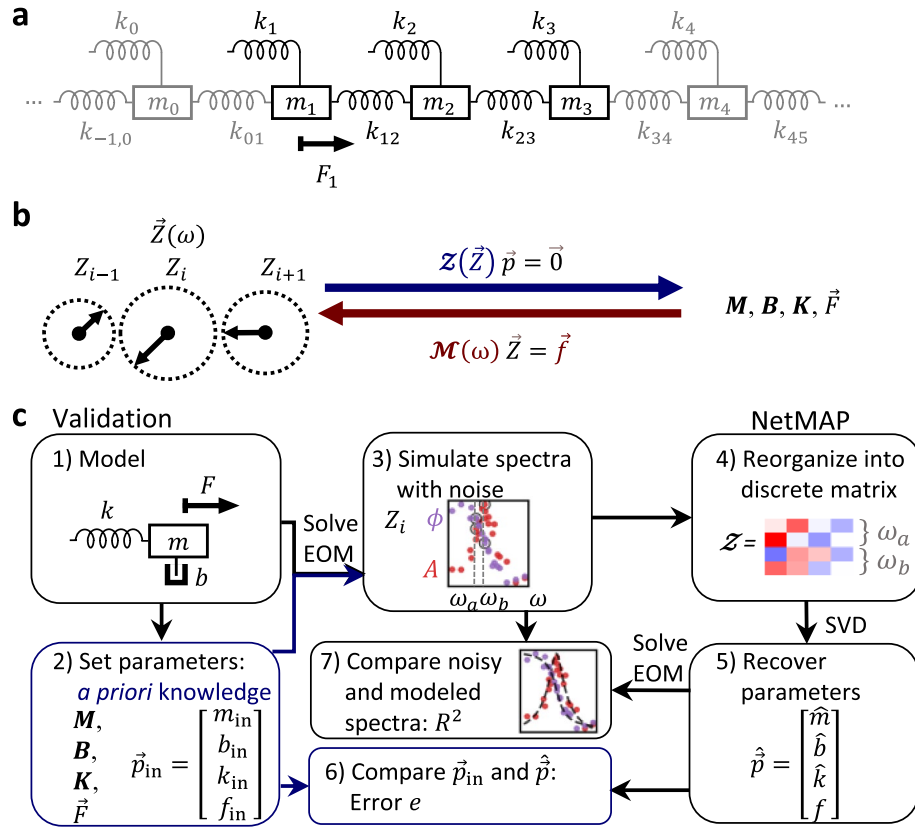 a
k₀ k₁ k₂ k₃ k₄
... m₀ m₁ m₂ m₃ m₄ ...
k₋₁,₀ k₀₁ k₁₂ k₂₃ k₃₄ k₄₅
F₁
b
Z⃗(ω)
Zᵢ₋₁ Zᵢ Zᵢ₊₁
𝓩(Z⃗) p⃗ = 0⃗
M, B, K, F⃗
𝓜(ω) Z⃗ = f⃗
c
Validation
NetMAP
1) Model
k
F
m
b
Solve
EOM
3) Simulate spectra
with noise
Zᵢ
ϕ
A
ωₐ ω_b ω
4) Reorganize into
discrete matrix
𝓩 =
} ωₐ
} ω_b
SVD
2) Set parameters:
a priori knowledge
M,
B,
K,
F⃗
p⃗ᵢₙ =
mᵢₙ
bᵢₙ
kᵢₙ
fᵢₙ
7) Compare noisy
and modeled
spectra: R²
Solve
EOM
5) Recover
parameters
p̂⃗ =
m̂
b̂
k̂
f
6) Compare p⃗ᵢₙ and p̂⃗:
Error e